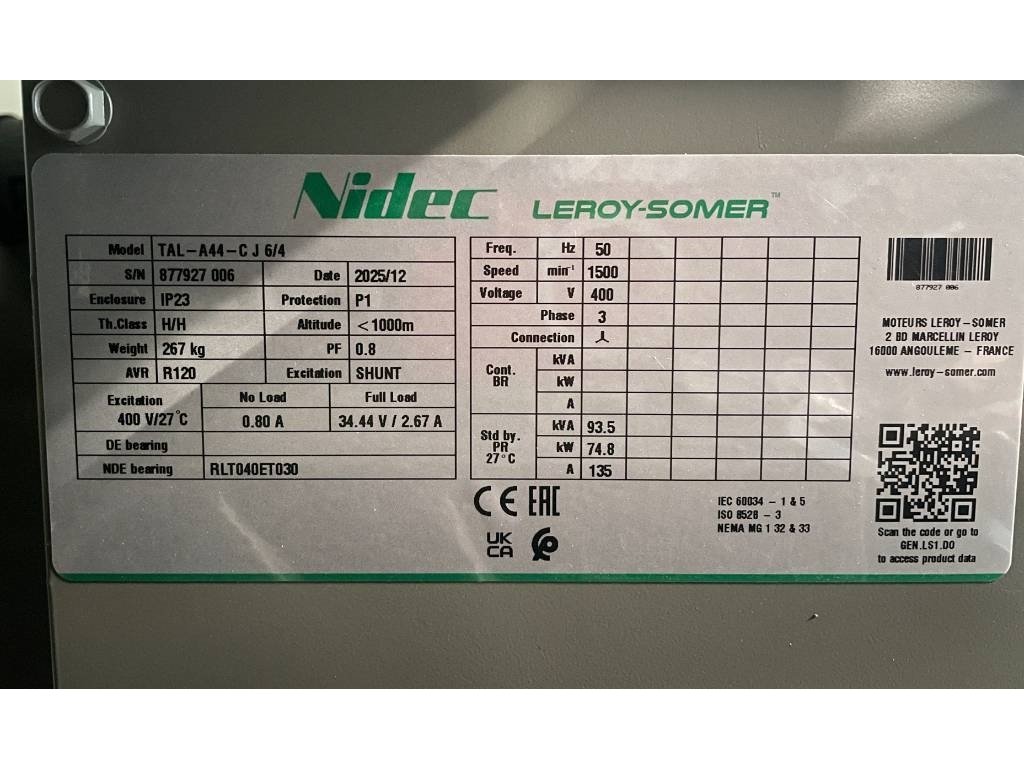 Nidec LEROY-SOMER™
Model TAL-A44-C J 6/4
S/N 877927 006 Date 2025/12
Enclosure IP23 Protection P1
Th.Class H/H Altitude <1000m
Weight 267 kg PF 0.8
AVR R120 Excitation SHUNT
Excitation 400 V/27°C No Load Full Load
0.80 A 34.44 V / 2.67 A
DE bearing
NDE bearing RLT040ET030
Freq. Hz 50
Speed min⁻¹ 1500
Voltage V 400
Phase 3
Connection
Cont. BR kVA
kW
A
Std by. PR 27°C kVA 93.5
kW 74.8
A 135
CE EAC
UK CA
IEC 60034 - 1 & 5
ISO 8528 - 3
NEMA MG 1 32 & 33
877927 006
MOTEURS LEROY-SOMER
2 BD MARCELLIN LEROY
16000 ANGOULEME - FRANCE
www.leroy-somer.com
Scan the code or go to
GEN.LS1.DO
to access product data